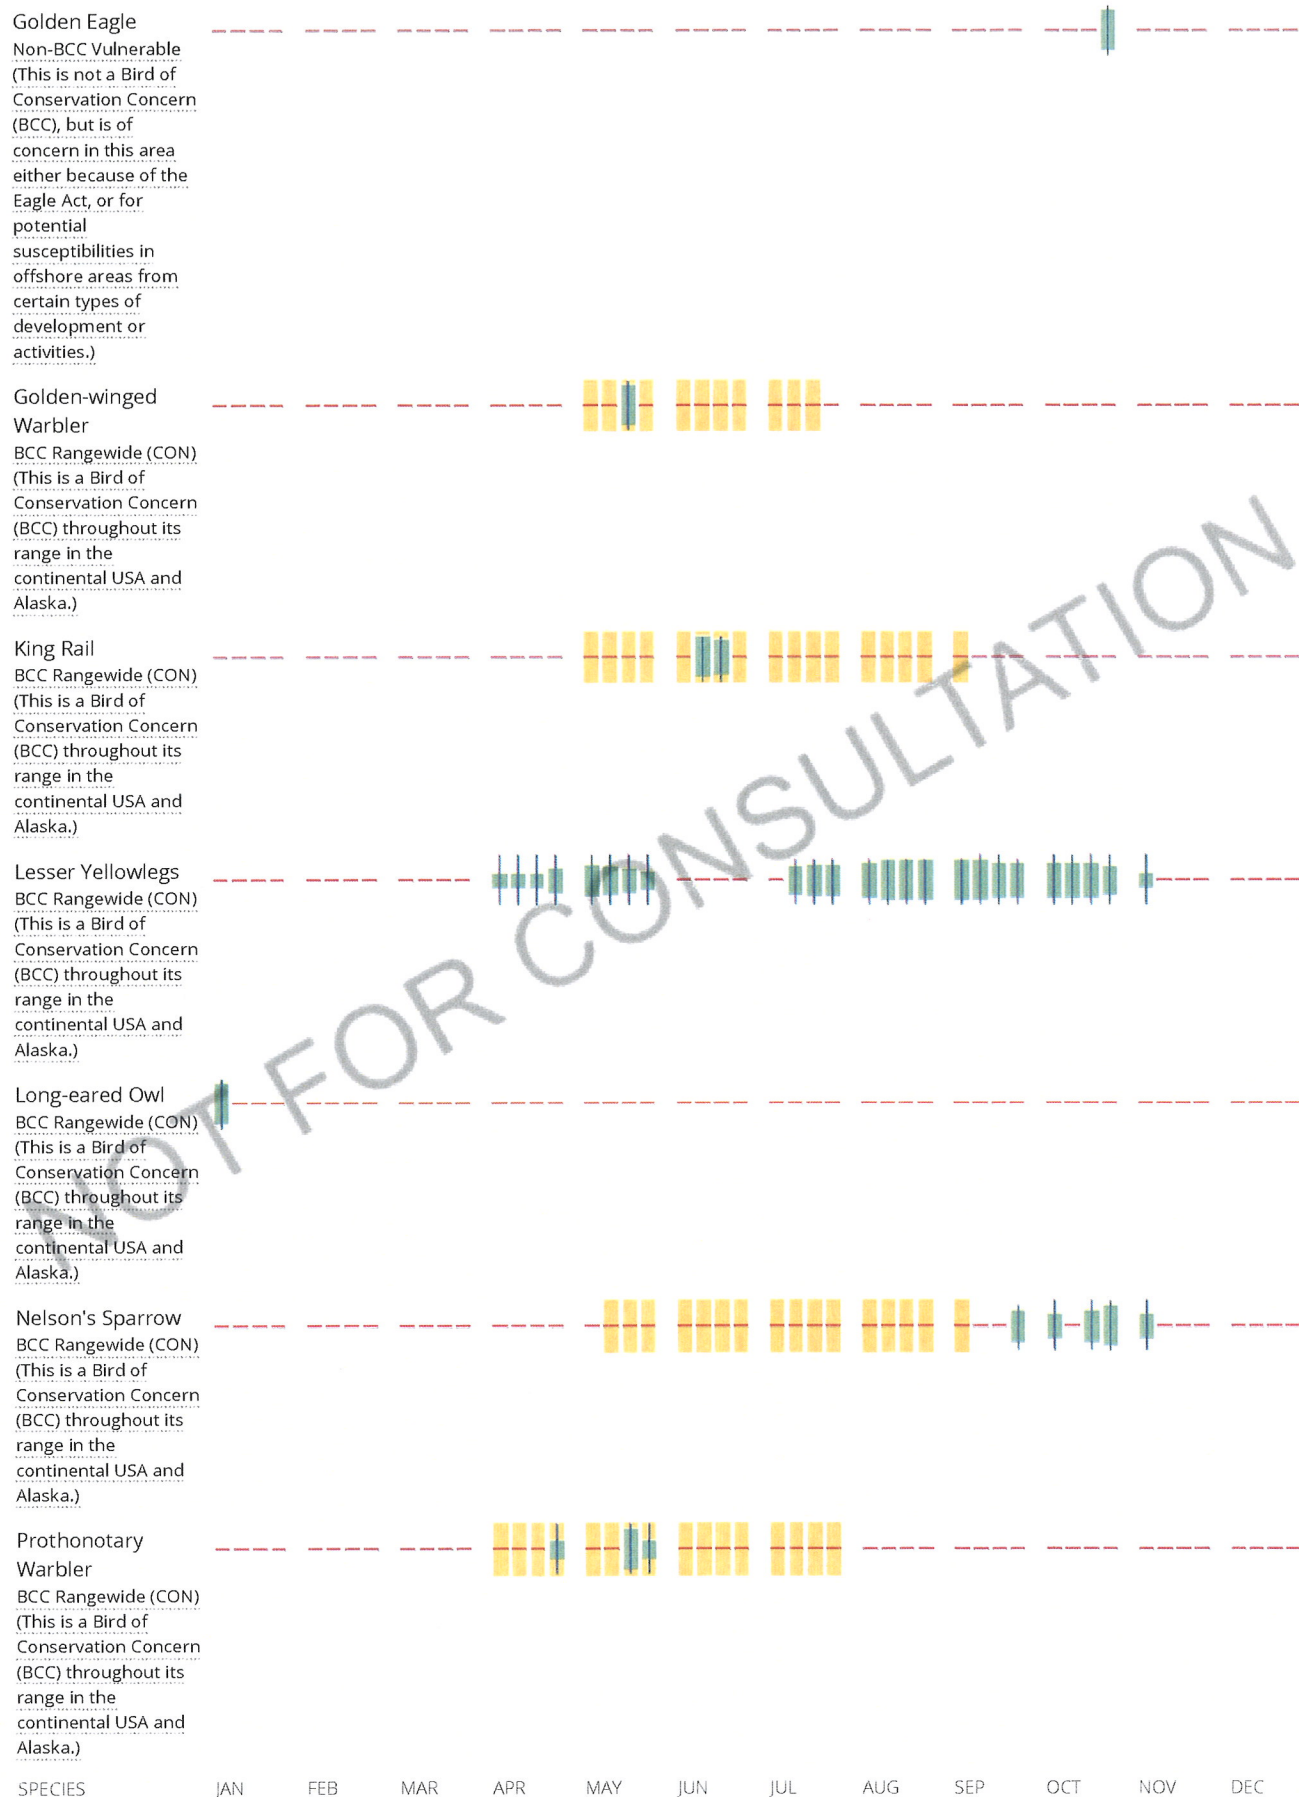 Golden Eagle
Non-BCC Vulnerable
(This is not a Bird of
Conservation Concern
(BCC), but is of
concern in this area
either because of the
Eagle Act, or for
potential
susceptibilities in
offshore areas from
certain types of
development or
activities.)
Golden-winged
Warbler
BCC Rangewide (CON)
(This is a Bird of
Conservation Concern
(BCC) throughout its
range in the
continental USA and
Alaska.)
King Rail
BCC Rangewide (CON)
(This is a Bird of
Conservation Concern
(BCC) throughout its
range in the
continental USA and
Alaska.)
Lesser Yellowlegs
BCC Rangewide (CON)
(This is a Bird of
Conservation Concern
(BCC) throughout its
range in the
continental USA and
Alaska.)
Long-eared Owl
BCC Rangewide (CON)
(This is a Bird of
Conservation Concern
(BCC) throughout its
range in the
continental USA and
Alaska.)
Nelson's Sparrow
BCC Rangewide (CON)
(This is a Bird of
Conservation Concern
(BCC) throughout its
range in the
continental USA and
Alaska.)
Prothonotary
Warbler
BCC Rangewide (CON)
(This is a Bird of
Conservation Concern
(BCC) throughout its
range in the
continental USA and
Alaska.)
SPECIES JAN FEB MAR APR MAY JUN JUL AUG SEP OCT NOV DEC
NOT FOR CONSULTATION